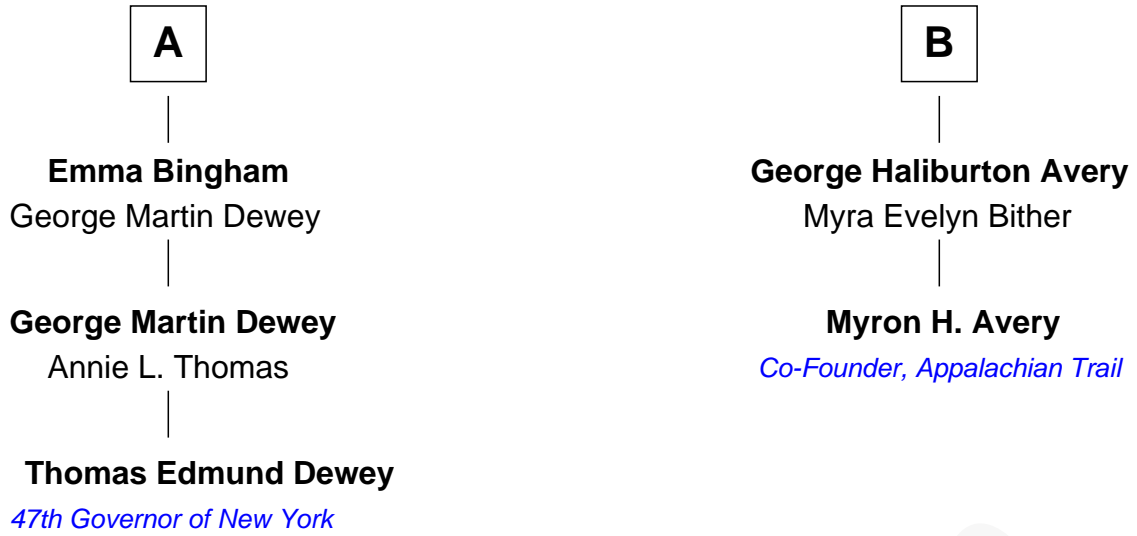 A
Emma Bingham
George Martin Dewey
George Martin Dewey
Annie L. Thomas
Thomas Edmund Dewey
47th Governor of New York
B
George Haliburton Avery
Myra Evelyn Bither
Myron H. Avery
Co-Founder, Appalachian Trail